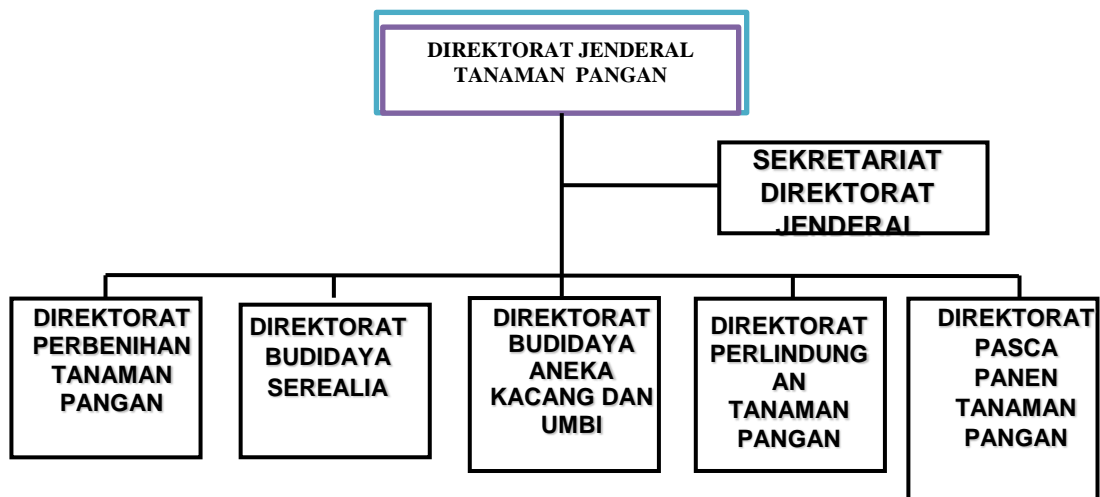 DIREKTORAT JENDERAL
TANAMAN PANGAN
SEKRETARIAT
DIREKTORAT
JENDERAL
DIREKTORAT
PERBENIHAN
TANAMAN
PANGAN
DIREKTORAT
BUDIDAYA
SEREALIA
DIREKTORAT
BUDIDAYA
ANEKA
KACANG DAN
UMBI
DIREKTORAT
PERLINDUNG
AN
TANAMAN
PANGAN
DIREKTORAT
PASCA
PANEN
TANAMAN
PANGAN